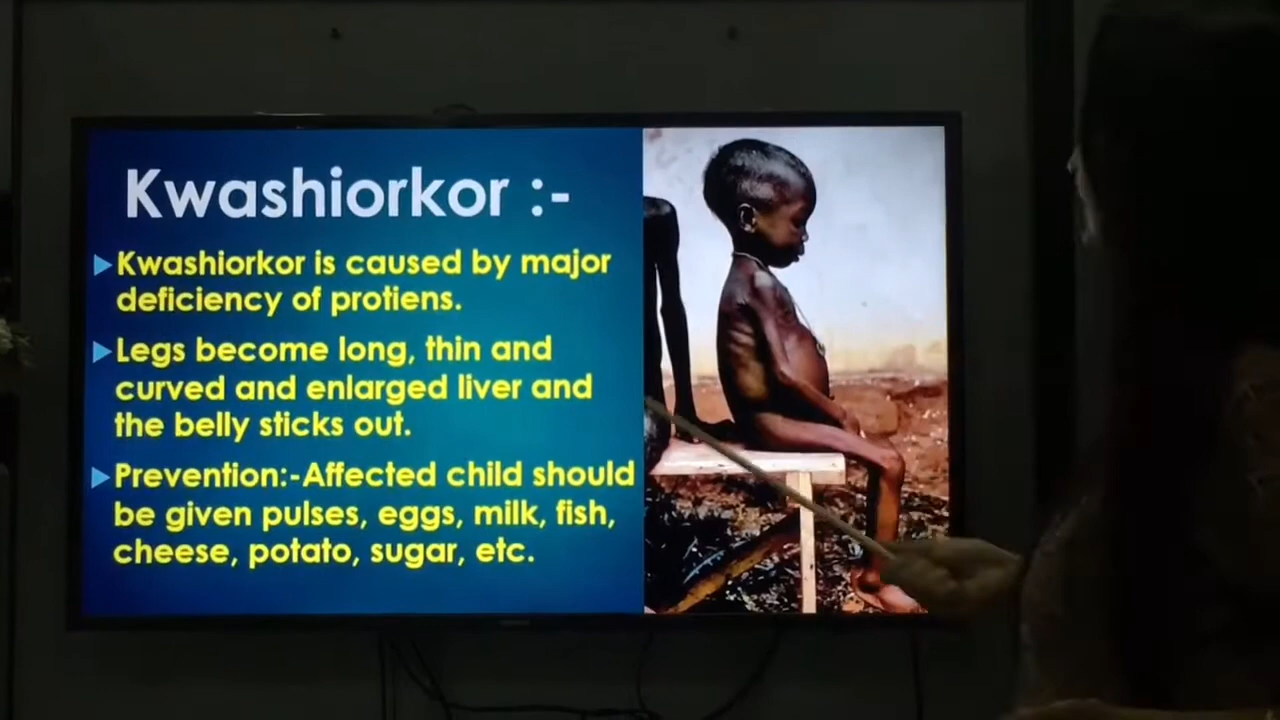 Kwashiorkor :-
Kwashiorkor is caused by major
deficiency of protiens.
Legs become long, thin and
curved and enlarged liver and
the belly sticks out.
Prevention:-Affected child should
be given pulses, eggs, milk, fish,
cheese, potato, sugar, etc.